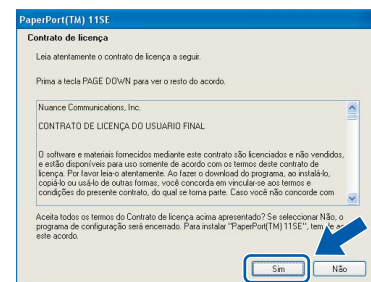 PaperPort(TM) 11SE
Contrato de licença
Leia atentamente o contrato de licença a seguir.
Prima a tecla PAGE DOWN para ver o resto do acordo.
Nuance Communications, Inc.
CONTRATO DE LICENÇA DO USUARIO FINAL
O software e materiais fornecidos mediante este contrato são licenciados e não vendidos,
e estão disponíveis para uso somente de acordo com os termos deste contrato de
licença. Por favor leia-o atentamente. Ao fazer o download do programa, ao instalá-lo,
copiá-lo ou usá-lo de outras formas, você concorda em vincular-se aos termos e
condições do presente contrato, do qual se torna parte. Caso você não concorde com
Aceita todos os termos do Contrato de licença acima apresentado? Se seleccionar Não, o
programa de configuração será encerrado. Para instalar "PaperPort(TM) 11SE", tem de
este acordo.
Sim Não